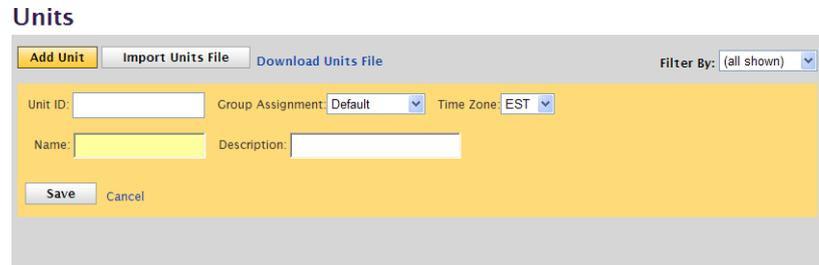 Units
Add Unit Import Units File Download Units File Filter By: (all shown)
Unit ID: Group Assignment: Default Time Zone: EST
Name: Description:
Save Cancel